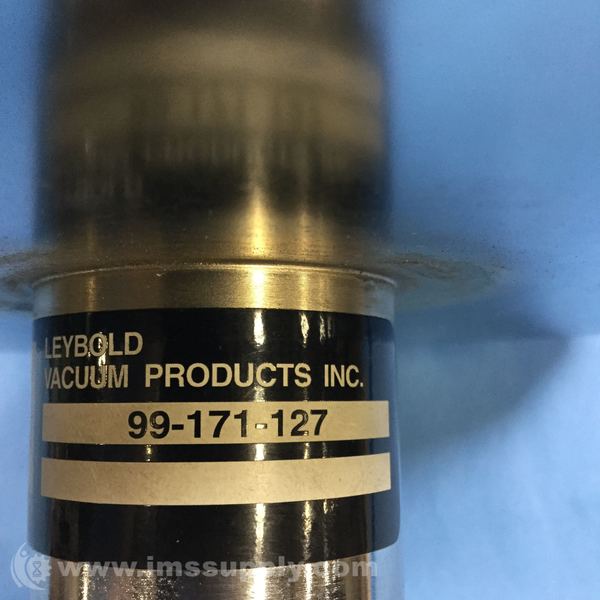 LEYBOLD
VACUUM PRODUCTS INC.
99-171-127
www.imssupply.com